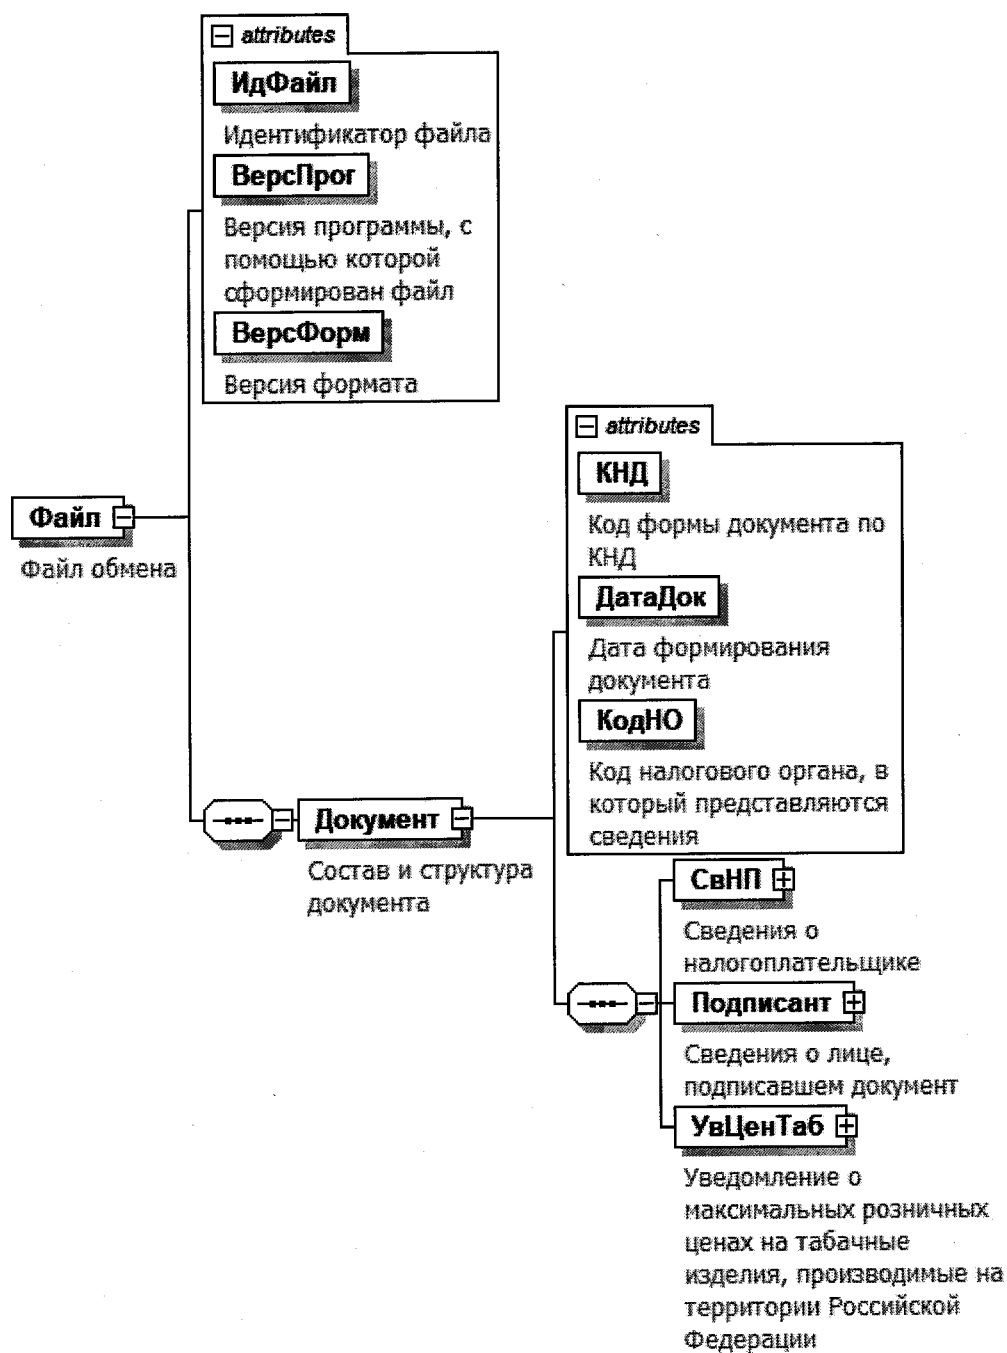 attributes
ИдФайл
Идентификатор файла
ВерсПрог
Версия программы, с
помощью которой
сформирован файл
ВерсФорм
Версия формата
Файл
Файл обмена
attributes
КНД
Код формы документа по
КНД
ДатаДок
Дата формирования
документа
КодНО
Код налогового органа, в
который представляются
сведения
Документ
Состав и структура
документа
СвНП
Сведения о
налогоплательщике
Подписант
Сведения о лице,
подписавшем документ
УвЦенТаб
Уведомление о
максимальных розничных
ценах на табачные
изделия, производимые на
территории Российской
Федерации